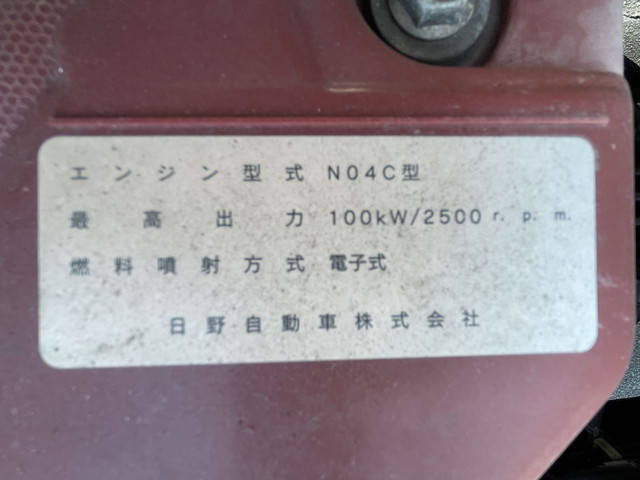 エンジン型式 N04C型
最高出力 100kW/2500 r.p.m.
燃料噴射方式 電子式
日野自動車株式会社